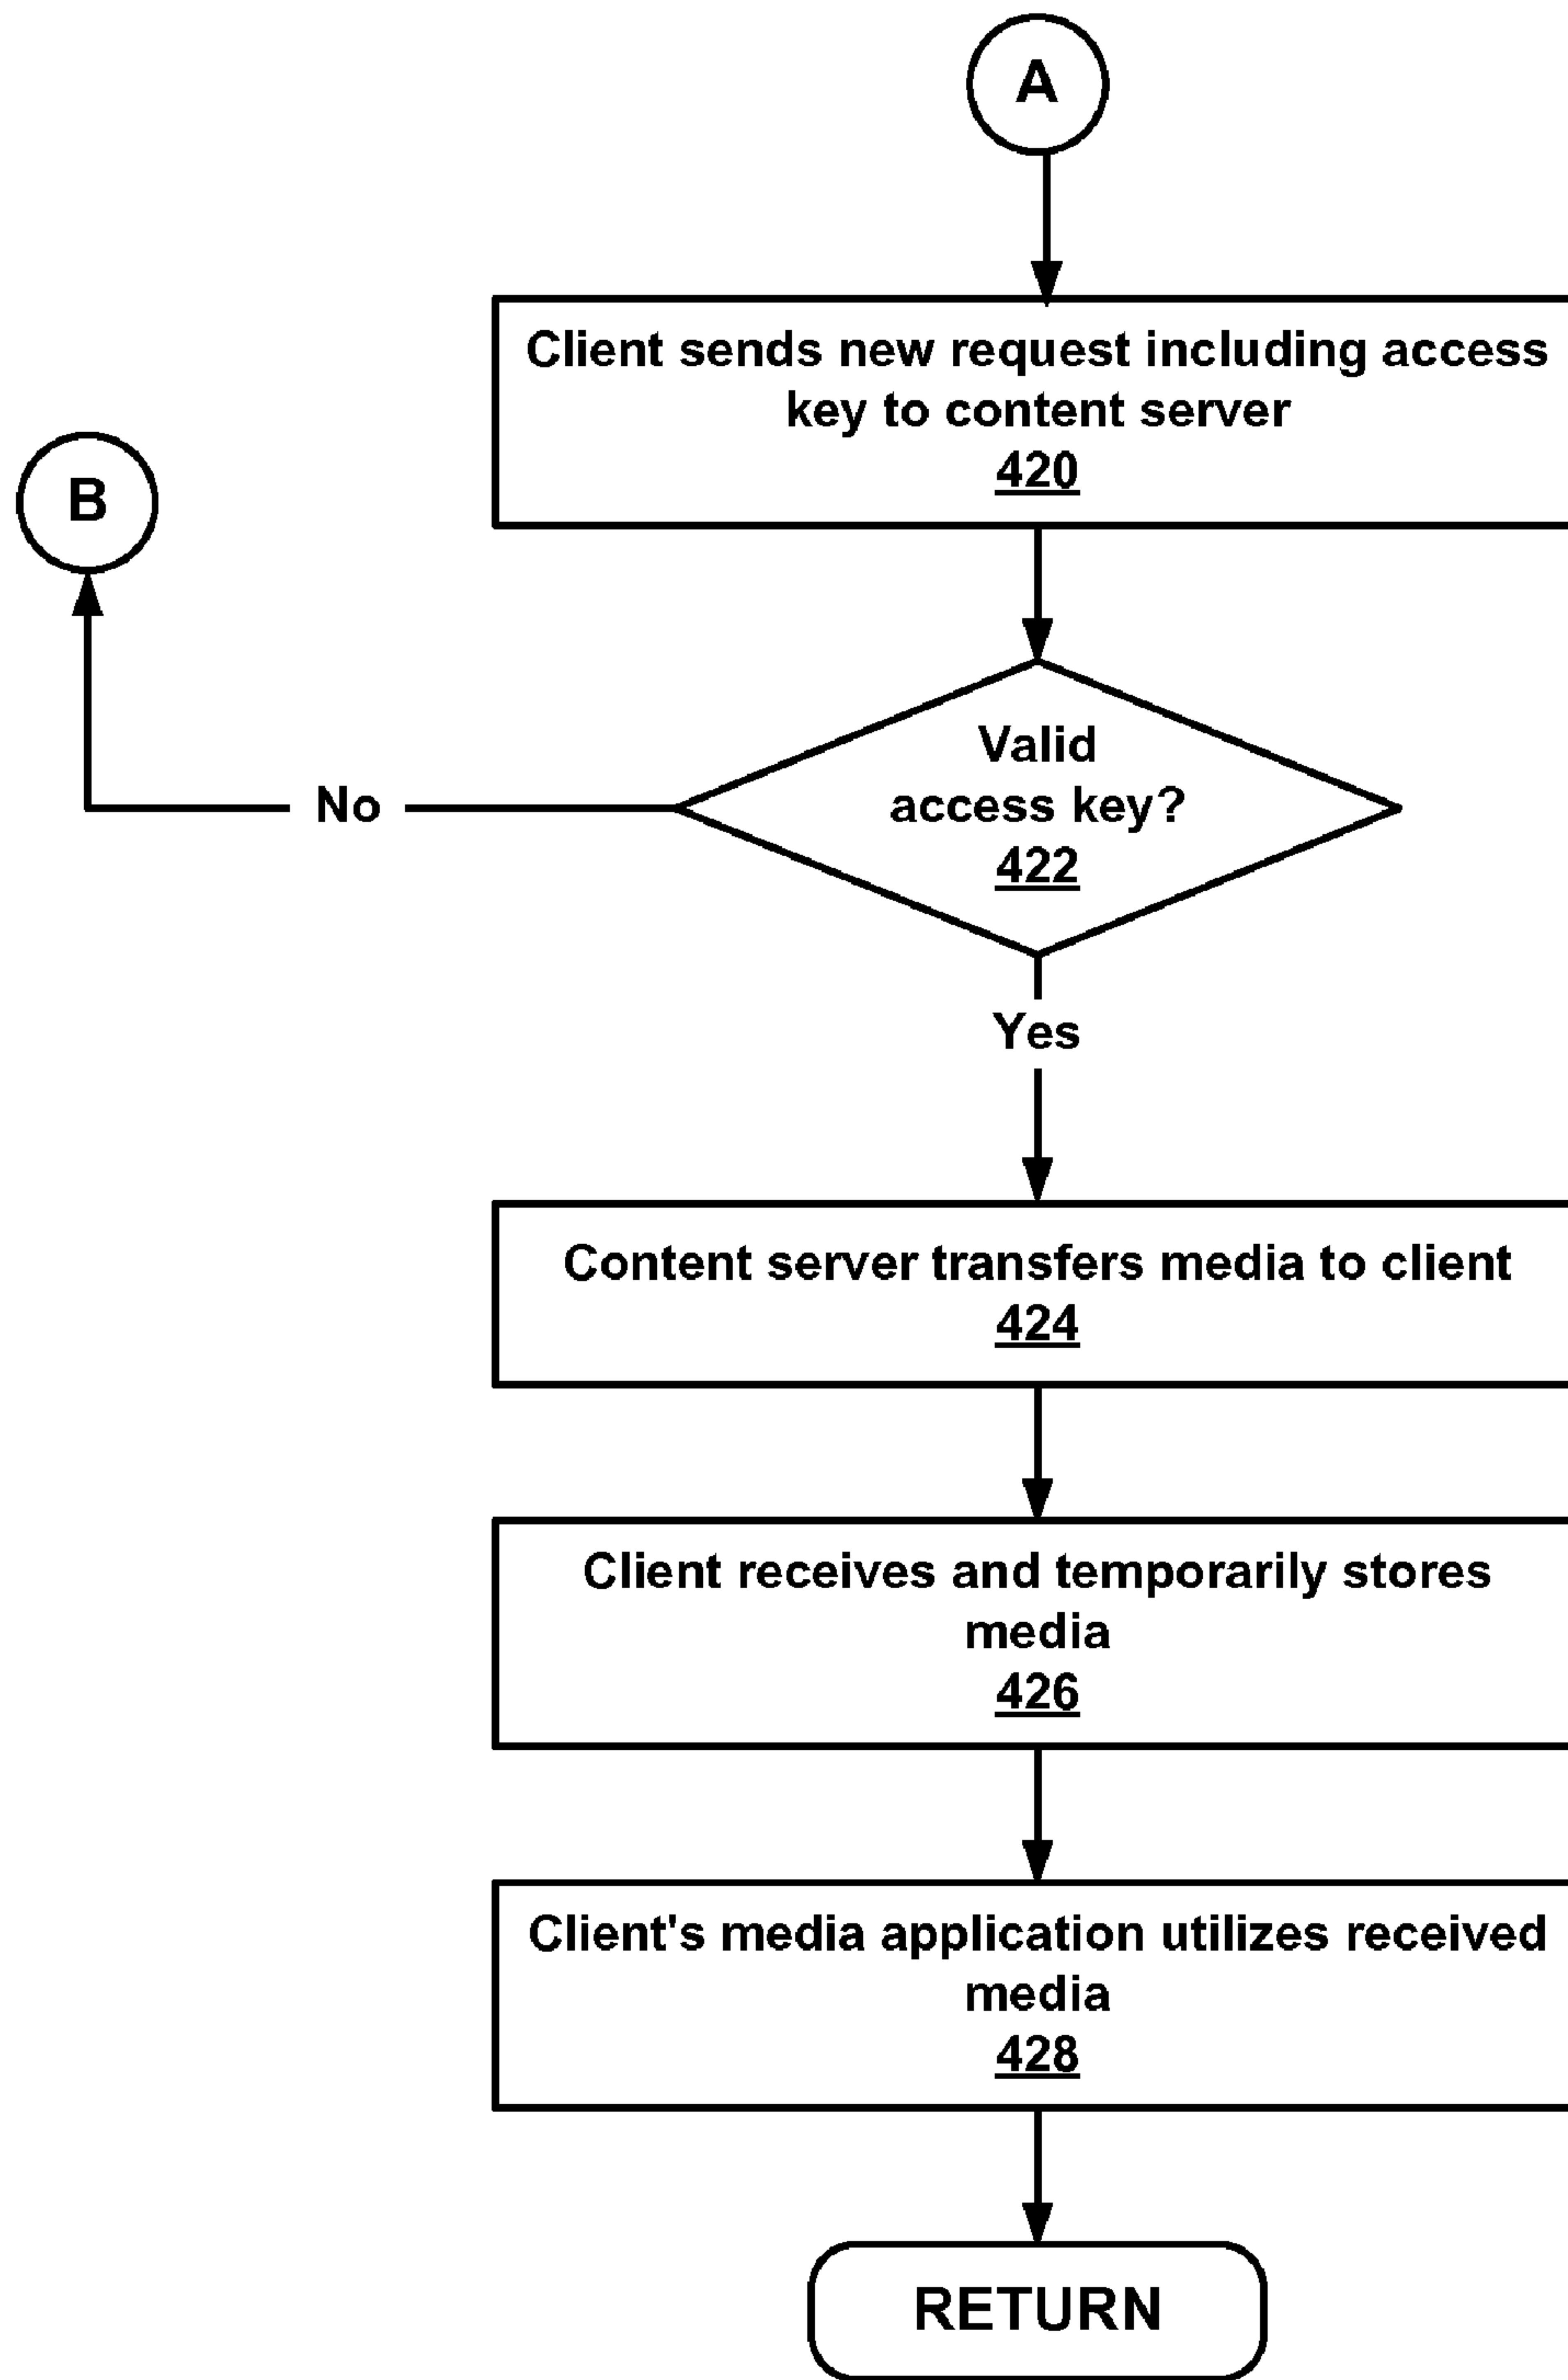 A
Client sends new request including access
key to content server
420
B
Valid
access key?
422
No
Yes
Content server transfers media to client
424
Client receives and temporarily stores
media
426
Client's media application utilizes received
media
428
RETURN